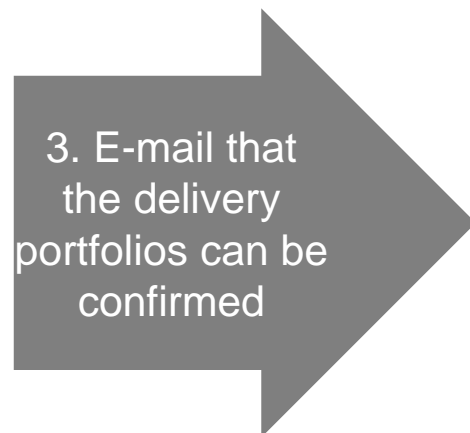 3. E-mail that
the delivery
portfolios can be
confirmed